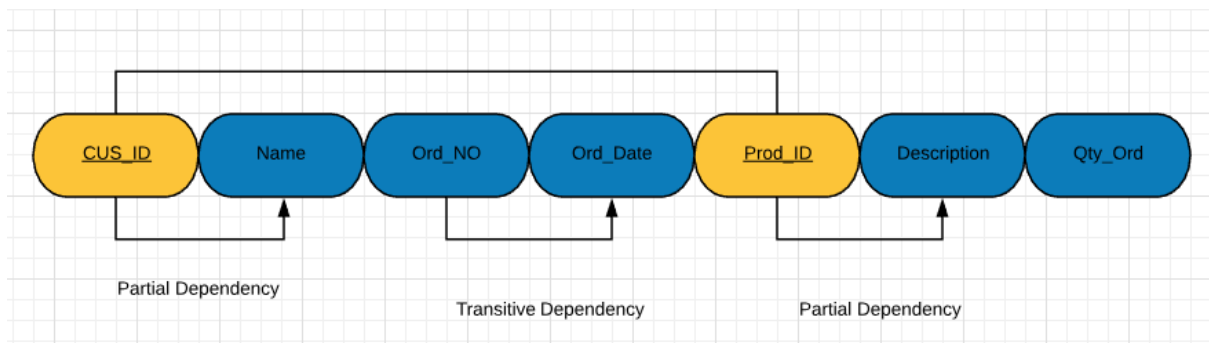 CUS_ID Name Ord_NO Ord_Date Prod_ID Description Qty_Ord
Partial Dependency
Transitive Dependency Partial Dependency